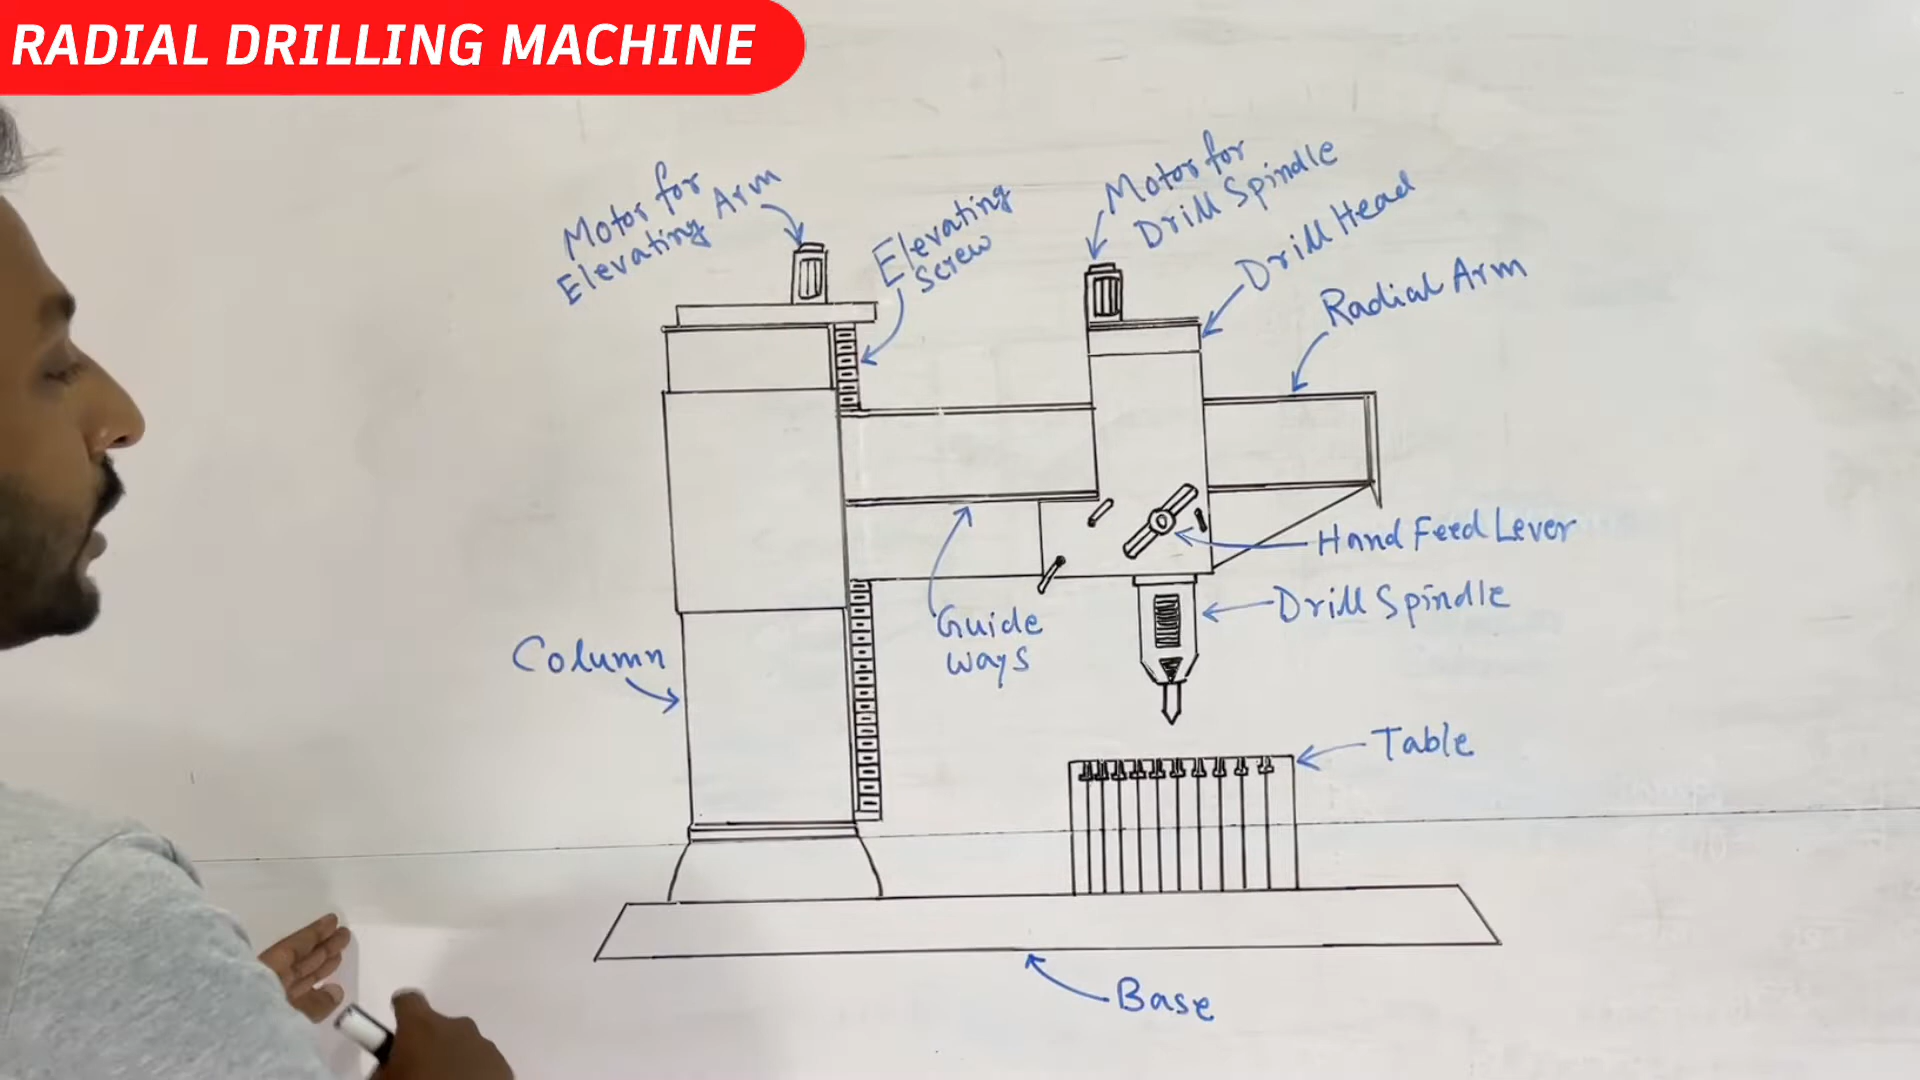 RADIAL DRILLING MACHINE
Motor for
Elevating Arm
Elevating
Screw
Motor for
Drill Spindle
Drill Head
Radial Arm
Hand Feed Lever
Drill Spindle
Guide
ways
Column
Table
Base